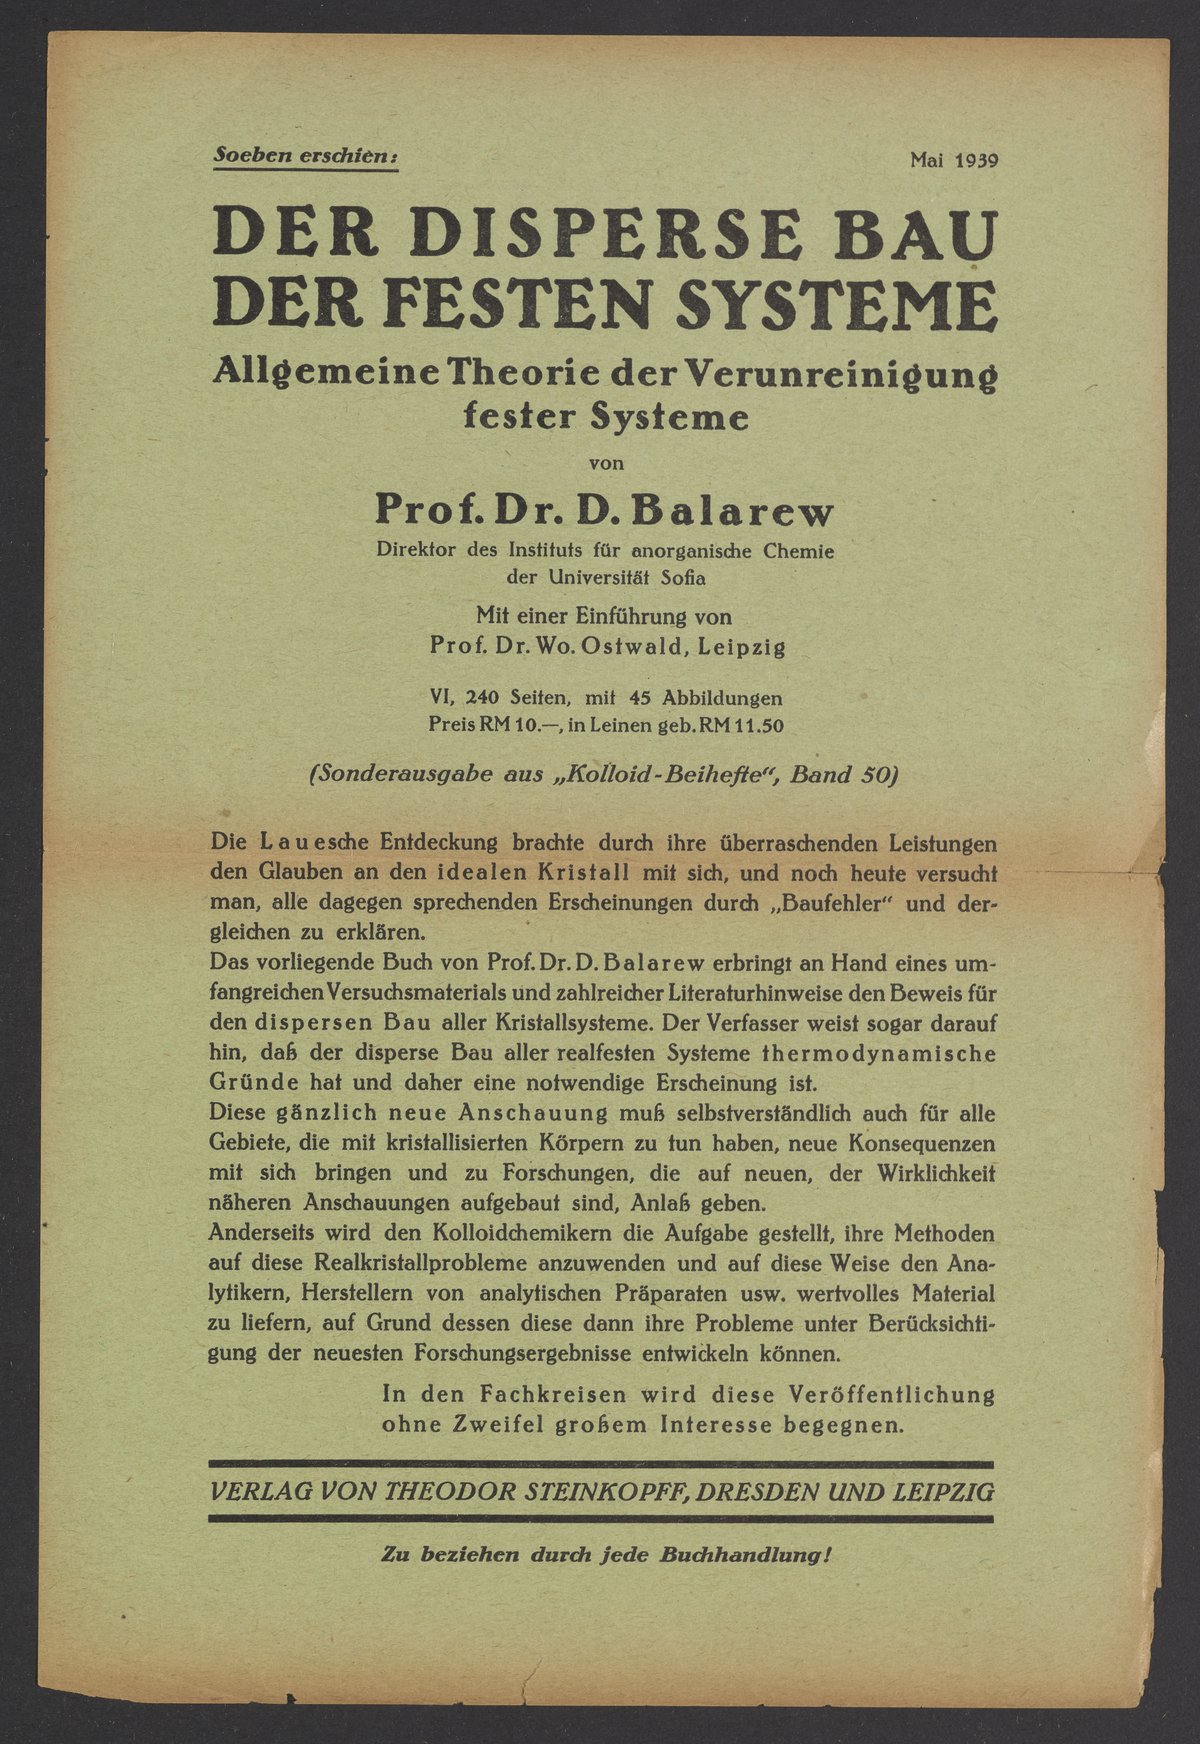 Soeben erschien:
Mai 1939
DER DISPERSE BAU
DER FESTEN SYSTEME
Allgemeine Theorie der Verunreinigung
fester Systeme
von
Prof. Dr. D. Balarew
Direktor des Instituts für anorganische Chemie
der Universität Sofia
Mit einer Einführung von
Prof. Dr. Wo. Ostwald, Leipzig
VI, 240 Seiten, mit 45 Abbildungen
Preis RM 10.—, in Leinen geb. RM 11.50
(Sonderausgabe aus „Kolloid-Beihefte“, Band 50)
Die Lauesche Entdeckung brachte durch ihre überraschenden Leistungen
den Glauben an den idealen Kristall mit sich, und noch heute versucht
man, alle dagegen sprechenden Erscheinungen durch „Baufehler“ und der-
gleichen zu erklären.
Das vorliegende Buch von Prof. Dr. D. Balarew erbringt an Hand eines um-
fangreichen Versuchsmaterials und zahlreicher Literaturhinweise den Beweis für
den dispersen Bau aller Kristallsysteme. Der Verfasser weist sogar darauf
hin, daß der disperse Bau aller realfesten Systeme thermodynamische
Gründe hat und daher eine notwendige Erscheinung ist.
Diese gänzlich neue Anschauung muß selbstverständlich auch für alle
Gebiete, die mit kristallisierten Körpern zu tun haben, neue Konsequenzen
mit sich bringen und zu Forschungen, die auf neuen, der Wirklichkeit
näheren Anschauungen aufgebaut sind, Anlaß geben.
Anderseits wird den Kolloidchemikern die Aufgabe gestellt, ihre Methoden
auf diese Realkristallprobleme anzuwenden und auf diese Weise den Ana-
lytikern, Herstellern von analytischen Präparaten usw. wertvolles Material
zu liefern, auf Grund dessen diese dann ihre Probleme unter Berücksichti-
gung der neuesten Forschungsergebnisse entwickeln können.
In den Fachkreisen wird diese Veröffentlichung
ohne Zweifel großem Interesse begegnen.
VERLAG VON THEODOR STEINKOPFF, DRESDEN UND LEIPZIG
Zu beziehen durch jede Buchhandlung!